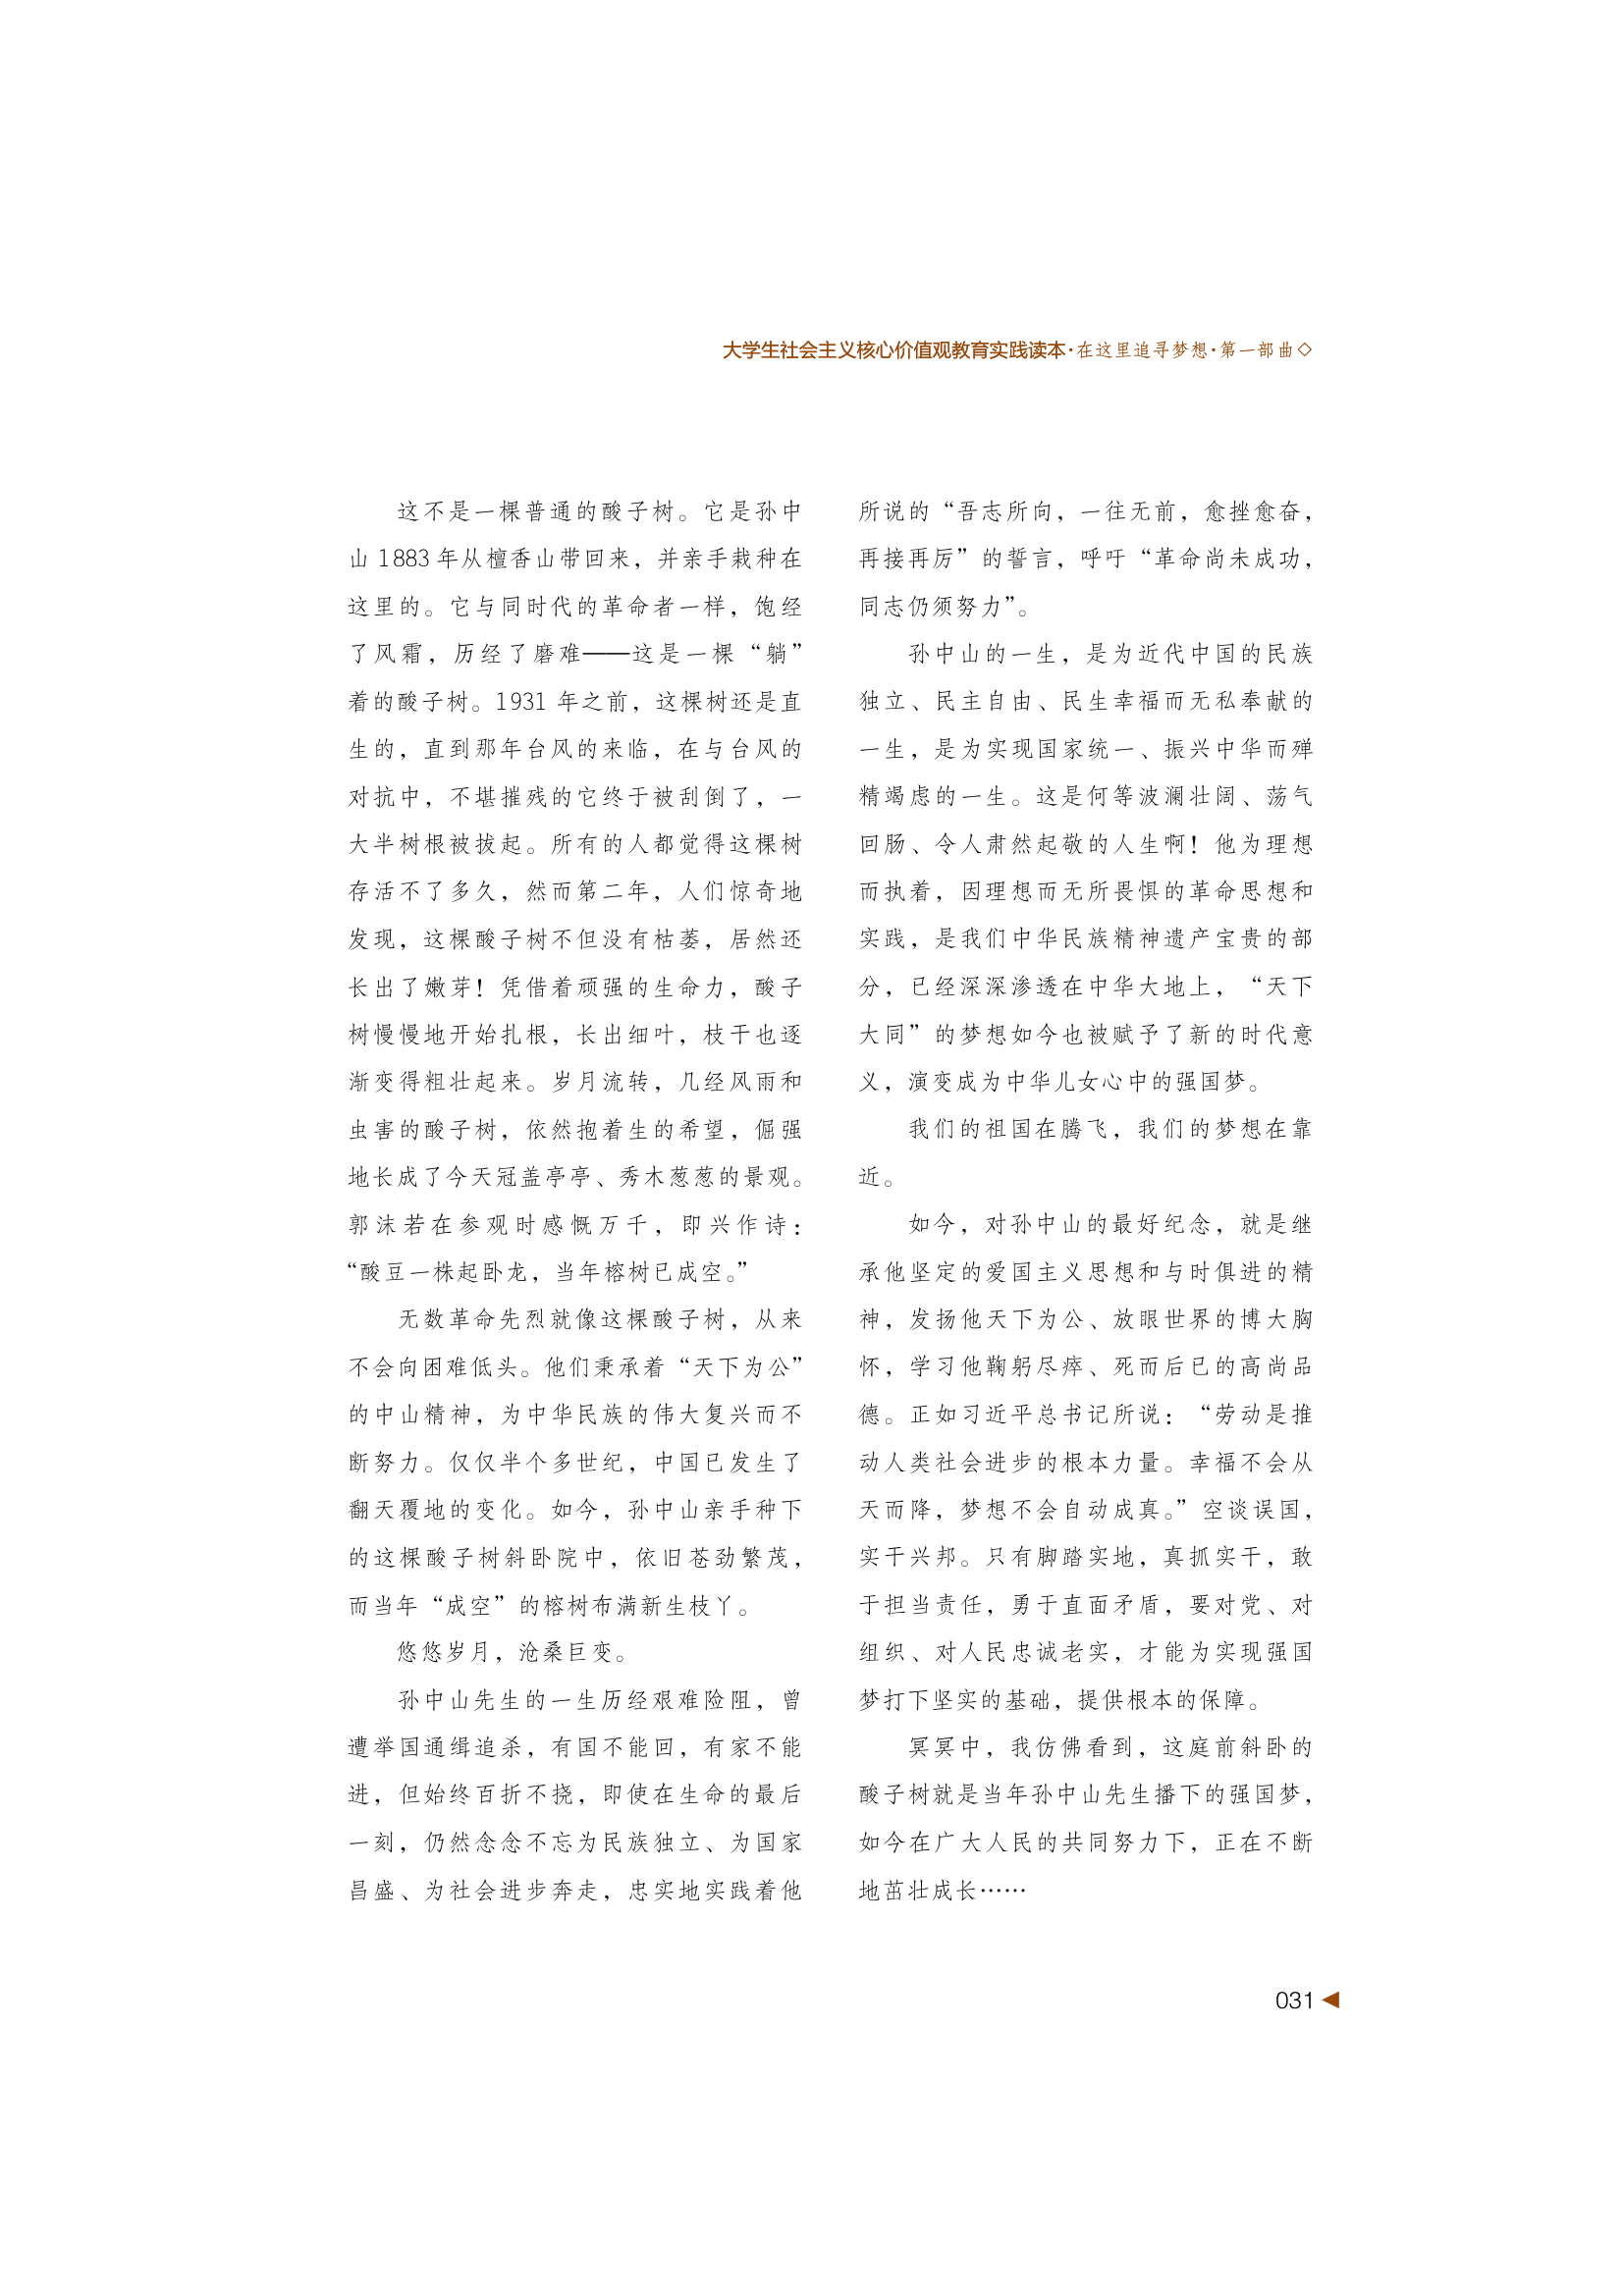 大学生社会主义核心价值观教育实践读本·在这里追寻梦想·第一部曲◇
这不是一棵普通的酸子树。它是孙中
山 1883 年从檀香山带回来，并亲手栽种在
这里的。它与同时代的革命者一样，饱经
了风霜，历经了磨难——这是一棵“躺”
着的酸子树。1931 年之前，这棵树还是直
生的，直到那年台风的来临，在与台风的
对抗中，不堪摧残的它终于被刮倒了，一
大半树根被拔起。所有的人都觉得这棵树
存活不了多久，然而第二年，人们惊奇地
发现，这棵酸子树不但没有枯萎，居然还
长出了嫩芽！凭借着顽强的生命力，酸子
树慢慢地开始扎根，长出细叶，枝干也逐
渐变得粗壮起来。岁月流转，几经风雨和
虫害的酸子树，依然抱着生的希望，倔强
地长成了今天冠盖亭亭、秀木葱葱的景观。
郭沫若在参观时感慨万千，即兴作诗：
“酸豆一株起卧龙，当年榕树已成空。”
无数革命先烈就像这棵酸子树，从来
不会向困难低头。他们秉承着“天下为公”
的中山精神，为中华民族的伟大复兴而不
断努力。仅仅半个多世纪，中国已发生了
翻天覆地的变化。如今，孙中山亲手种下
的这棵酸子树斜卧院中，依旧苍劲繁茂，
而当年“成空”的榕树布满新生枝丫。
悠悠岁月，沧桑巨变。
孙中山先生的一生历经艰难险阻，曾
遭举国通缉追杀，有国不能回，有家不能
进，但始终百折不挠，即使在生命的最后
一刻，仍然念念不忘为民族独立、为国家
昌盛、为社会进步奔走，忠实地实践着他
所说的“吾志所向，一往无前，愈挫愈奋，
再接再厉”的誓言，呼吁“革命尚未成功，
同志仍须努力”。
孙中山的一生，是为近代中国的民族
独立、民主自由、民生幸福而无私奉献的
一生，是为实现国家统一、振兴中华而殚
精竭虑的一生。这是何等波澜壮阔、荡气
回肠、令人肃然起敬的人生啊！他为理想
而执着，因理想而无所畏惧的革命思想和
实践，是我们中华民族精神遗产宝贵的部
分，已经深深渗透在中华大地上，“天下
大同”的梦想如今也被赋予了新的时代意
义，演变成为中华儿女心中的强国梦。
我们的祖国在腾飞，我们的梦想在靠
近。
如今，对孙中山的最好纪念，就是继
承他坚定的爱国主义思想和与时俱进的精
神，发扬他天下为公、放眼世界的博大胸
怀，学习他鞠躬尽瘁、死而后已的高尚品
德。正如习近平总书记所说：“劳动是推
动人类社会进步的根本力量。幸福不会从
天而降，梦想不会自动成真。”空谈误国，
实干兴邦。只有脚踏实地，真抓实干，敢
于担当责任，勇于直面矛盾，要对党、对
组织、对人民忠诚老实，才能为实现强国
梦打下坚实的基础，提供根本的保障。
冥冥中，我仿佛看到，这庭前斜卧的
酸子树就是当年孙中山先生播下的强国梦，
如今在广大人民的共同努力下，正在不断
地茁壮成长……
031